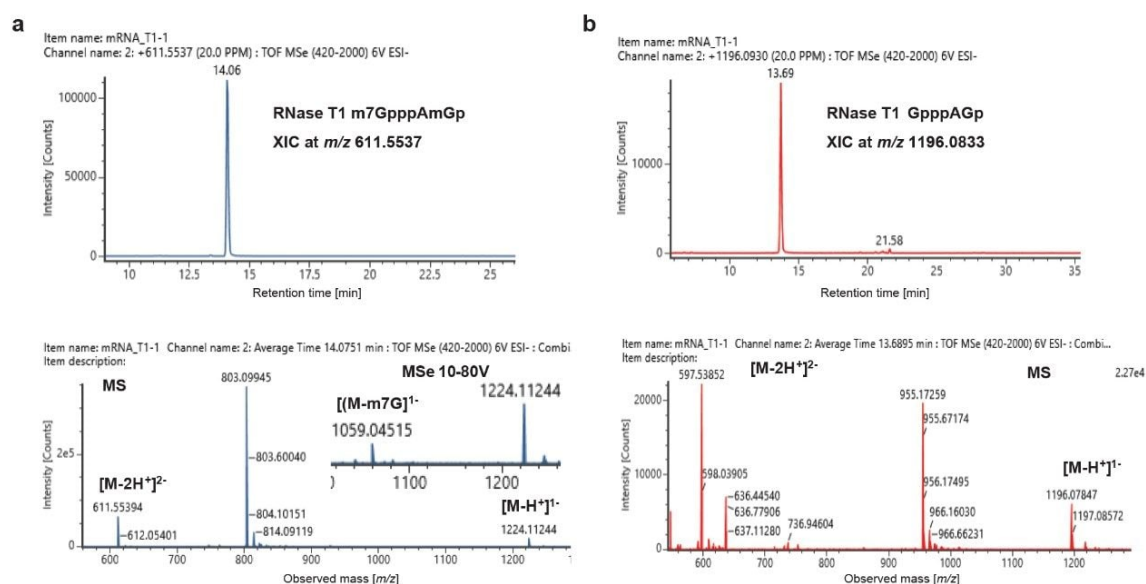 a
Item name: mRNA_T1-1
Channel name: 2: +611.5537 (20.0 PPM) : TOF MSe (420-2000) 6V ESI-
14.06
100000
50000
0
Intensity [Counts]
RNase T1 m7GpppAmGp
XIC at m/z 611.5537
10
12.5
15
17.5
20
22.5
25
Retention time [min]
Item name: mRNA_T1-1 Channel name: 2: Average Time 14.0751 min : TOF MSe (420-2000) 6V ESI- : Combi
Item description:
MS
803.09945
MSe 10-80V
[(M-m7G]1-
1059.04515
1224.11244
2e5
803.60040
0
1100
1200
[M-2H+]2-
611.55394
612.05401
804.10151
814.09119
[M-H+]1-
1224.11244
0
Intensity [Counts]
600
700
800
900
1000
1100
1200
Observed mass [m/z]
b
Item name: mRNA_T1-1
Channel name: 2: +1196.0930 (20.0 PPM) : TOF MSe (420-2000) 6V ESI-
13.69
10000
0
Intensity [Counts]
RNase T1 GpppAGp
XIC at m/z 1196.0833
21.58
10
15
20
25
30
35
Retention time [min]
Item name: mRNA_T1-1 Channel name: 2: Average Time 13.6895 min : TOF MSe (420-2000) 6V ESI- : Combi...
Item description:
[M-2H+]2-
MS
2.27e4
597.53852
955.17259
955.67174
20000
10000
0
Intensity [Counts]
598.03905
636.44540
636.77906
637.11280
736.94604
956.17495
966.16030
966.66231
[M-H+]1-
1196.07847
1197.08572
600
700
800
900
1000
1100
1200
Observed mass [m/z]